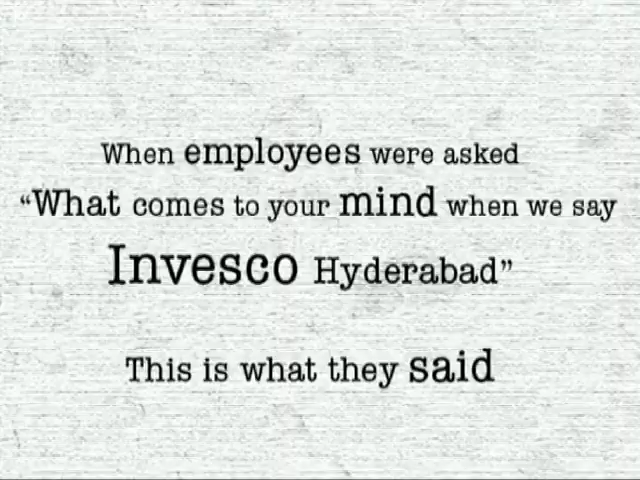 When employees were asked
“What comes to your mind when we say
Invesco Hyderabad”
This is what they said